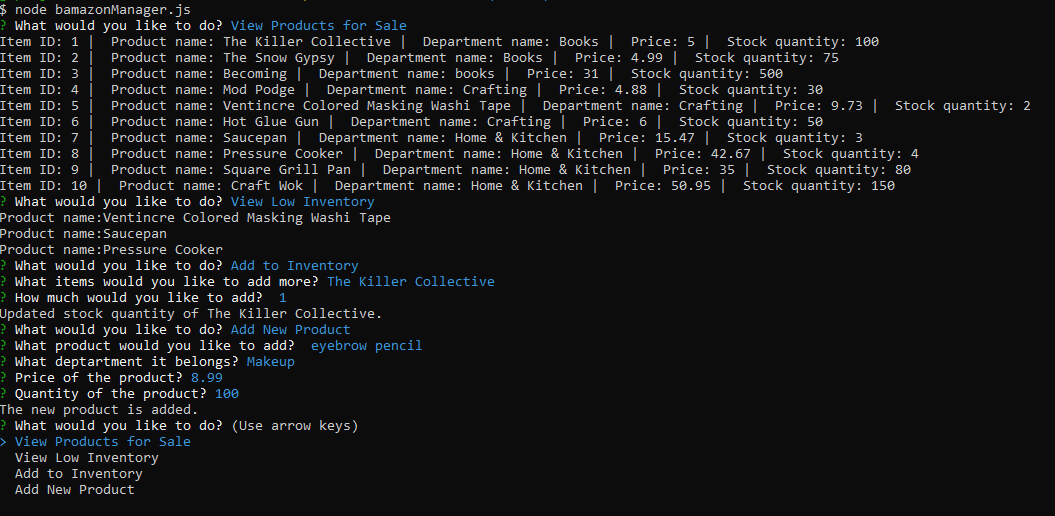 $ node bamazonManager.js
? What would you like to do? View Products for Sale
Item ID: 1 |  Product name: The Killer Collective |  Department name: Books |  Price: 5 |  Stock quantity: 100
Item ID: 2 |  Product name: The Snow Gypsy |  Department name: Books |  Price: 4.99 |  Stock quantity: 75
Item ID: 3 |  Product name: Becoming |  Department name: books |  Price: 31 |  Stock quantity: 500
Item ID: 4 |  Product name: Mod Podge |  Department name: Crafting |  Price: 4.88 |  Stock quantity: 30
Item ID: 5 |  Product name: Ventincre Colored Masking Washi Tape |  Department name: Crafting |  Price: 9.73 |  Stock quantity: 2
Item ID: 6 |  Product name: Hot Glue Gun |  Department name: Crafting |  Price: 6 |  Stock quantity: 50
Item ID: 7 |  Product name: Saucepan |  Department name: Home & Kitchen |  Price: 15.47 |  Stock quantity: 3
Item ID: 8 |  Product name: Pressure Cooker |  Department name: Home & Kitchen |  Price: 42.67 |  Stock quantity: 4
Item ID: 9 |  Product name: Square Grill Pan |  Department name: Home & Kitchen |  Price: 35 |  Stock quantity: 80
Item ID: 10 |  Product name: Craft Wok |  Department name: Home & Kitchen |  Price: 50.95 |  Stock quantity: 150
? What would you like to do? View Low Inventory
Product name:Ventincre Colored Masking Washi Tape
Product name:Saucepan
Product name:Pressure Cooker
? What would you like to do? Add to Inventory
? What items would you like to add more? The Killer Collective
? How much would you like to add?  1
Updated stock quantity of The Killer Collective.
? What would you like to do? Add New Product
? What product would you like to add?  eyebrow pencil
? What deptartment it belongs? Makeup
? Price of the product? 8.99
? Quantity of the product? 100
The new product is added.
? What would you like to do? (Use arrow keys)
> View Products for Sale
  View Low Inventory
  Add to Inventory
  Add New Product